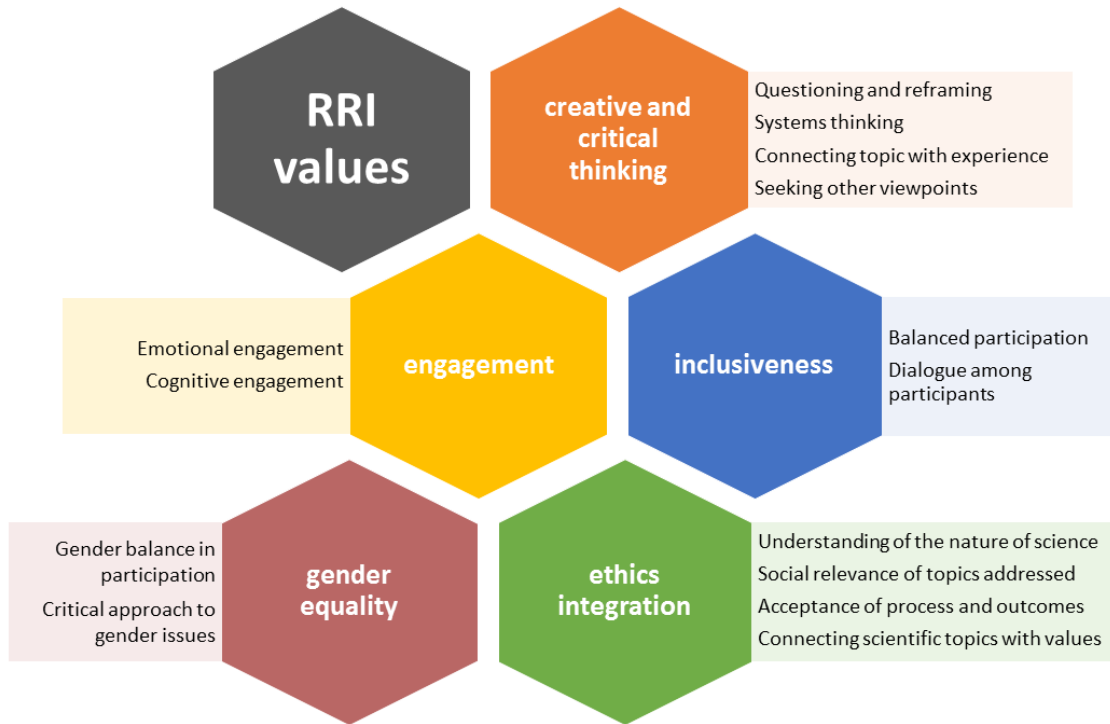 RRI
values
creative and
critical
thinking
Questioning and reframing
Systems thinking
Connecting topic with experience
Seeking other viewpoints
Emotional engagement
Cognitive engagement
engagement
inclusiveness
Balanced participation
Dialogue among
participants
Gender balance in
participation
Critical approach to
gender issues
gender
equality
ethics
integration
Understanding of the nature of science
Social relevance of topics addressed
Acceptance of process and outcomes
Connecting scientific topics with values